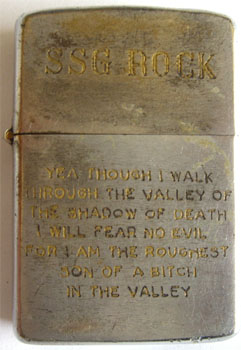 SSG ROCK
YEA THOUGH I WALK
THROUGH THE VALLEY OF
THE SHADOW OF DEATH
I WILL FEAR NO EVIL
FOR I AM THE ROUGHEST
SON OF A BITCH
IN THE VALLEY